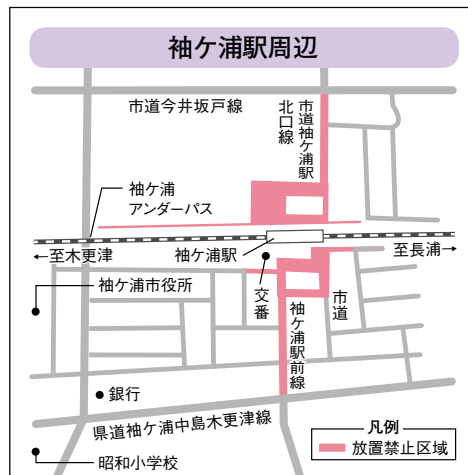 袖ケ浦駅周辺
市道今井坂戸線
市道袖ケ浦駅
北口線
袖ケ浦
アンダーパス
←至木更津
袖ケ浦駅
至長浦→
袖ケ浦市役所
交番
市道
袖ケ浦駅前線
銀行
県道袖ケ浦中島木更津線
昭和小学校
凡例
放置禁止区域